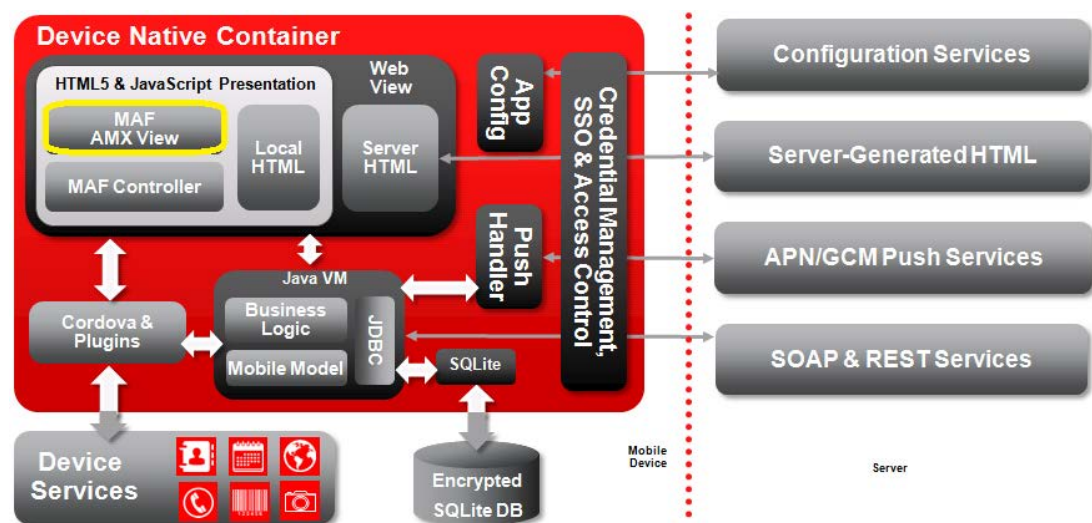 Device Native Container
HTML5 & JavaScript Presentation
MAF
AMX View
MAF Controller
Local
HTML
Web
View
Server
HTML
App
Config
Push
Handler
Credential Management,
SSO & Access Control
Java VM
Business
Logic
Mobile Model
JDBC
Cordova &
Plugins
SQLite
Device
Services
Encrypted
SQLite DB
Mobile
Device
Server
Configuration Services
Server-Generated HTML
APN/GCM Push Services
SOAP & REST Services